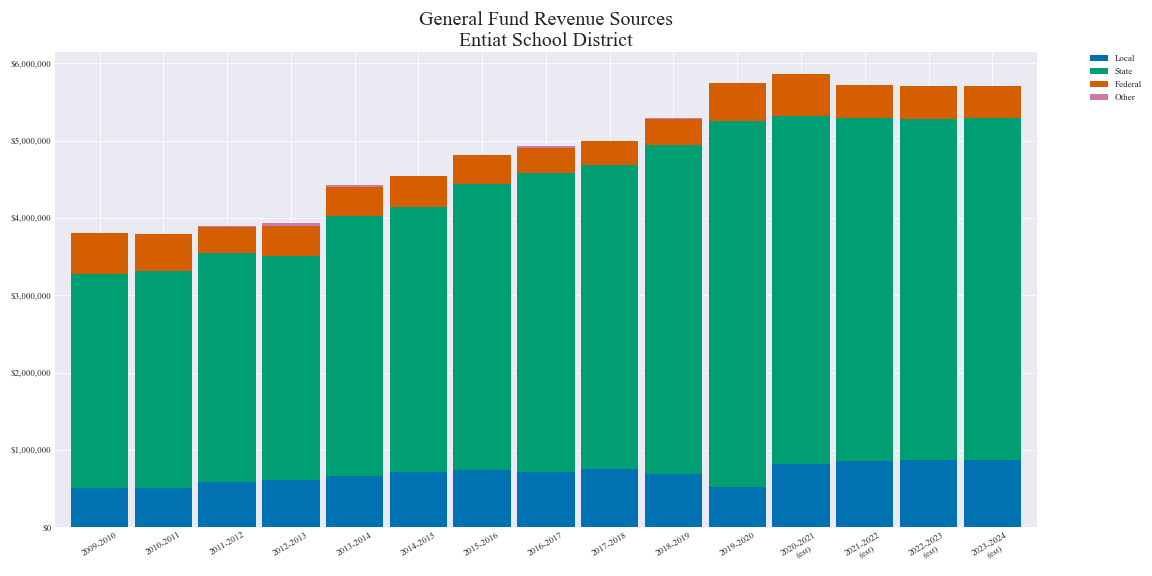 General Fund Revenue Sources
Entiat School District
$6,000,000
$5,000,000
$4,000,000
$3,000,000
$2,000,000
$1,000,000
$0
2009-2010
2010-2011
2011-2012
2012-2013
2013-2014
2014-2015
2015-2016
2016-2017
2017-2018
2018-2019
2019-2020
2020-2021
(est)
2021-2022
(est)
2022-2023
(est)
2023-2024
(est)
Local
State
Federal
Other